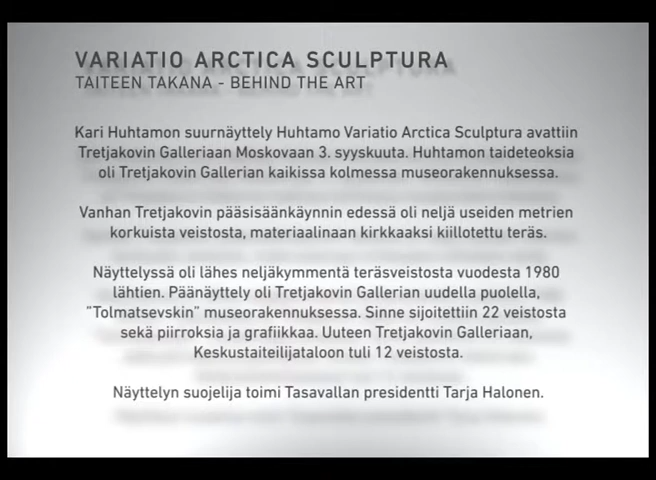 VARIATIO ARCTICA SCULPTURA
TAITEEN TAKANA - BEHIND THE ART
Kari Huhtamon suurnäyttely Huhtamo Variatio Arctica Sculptura avattiin
Tretjakovin Galleriaan Moskovaan 3. syyskuuta. Huhtamon taideteoksia
oli Tretjakovin Gallerian kaikissa kolmessa museorakennuksessa.
Vanhan Tretjakovin pääsisäänkäynnin edessä oli neljä useiden metrien
korkuista veistosta, materiaalinaan kirkkaaksi kiillotettu teräs.
Näyttelyssä oli lähes neljäkymmentä teräsveistosta vuodesta 1980
lähtien. Päänäyttely oli Tretjakovin Gallerian uudella puolella,
"Tolmatsevskin" museorakennuksessa. Sinne sijoitettiin 22 veistosta
sekä piirroksia ja grafiikkaa. Uuteen Tretjakovin Galleriaan,
Keskustaiteilijataloon tuli 12 veistosta.
Näyttelyn suojelija toimi Tasavallan presidentti Tarja Halonen.